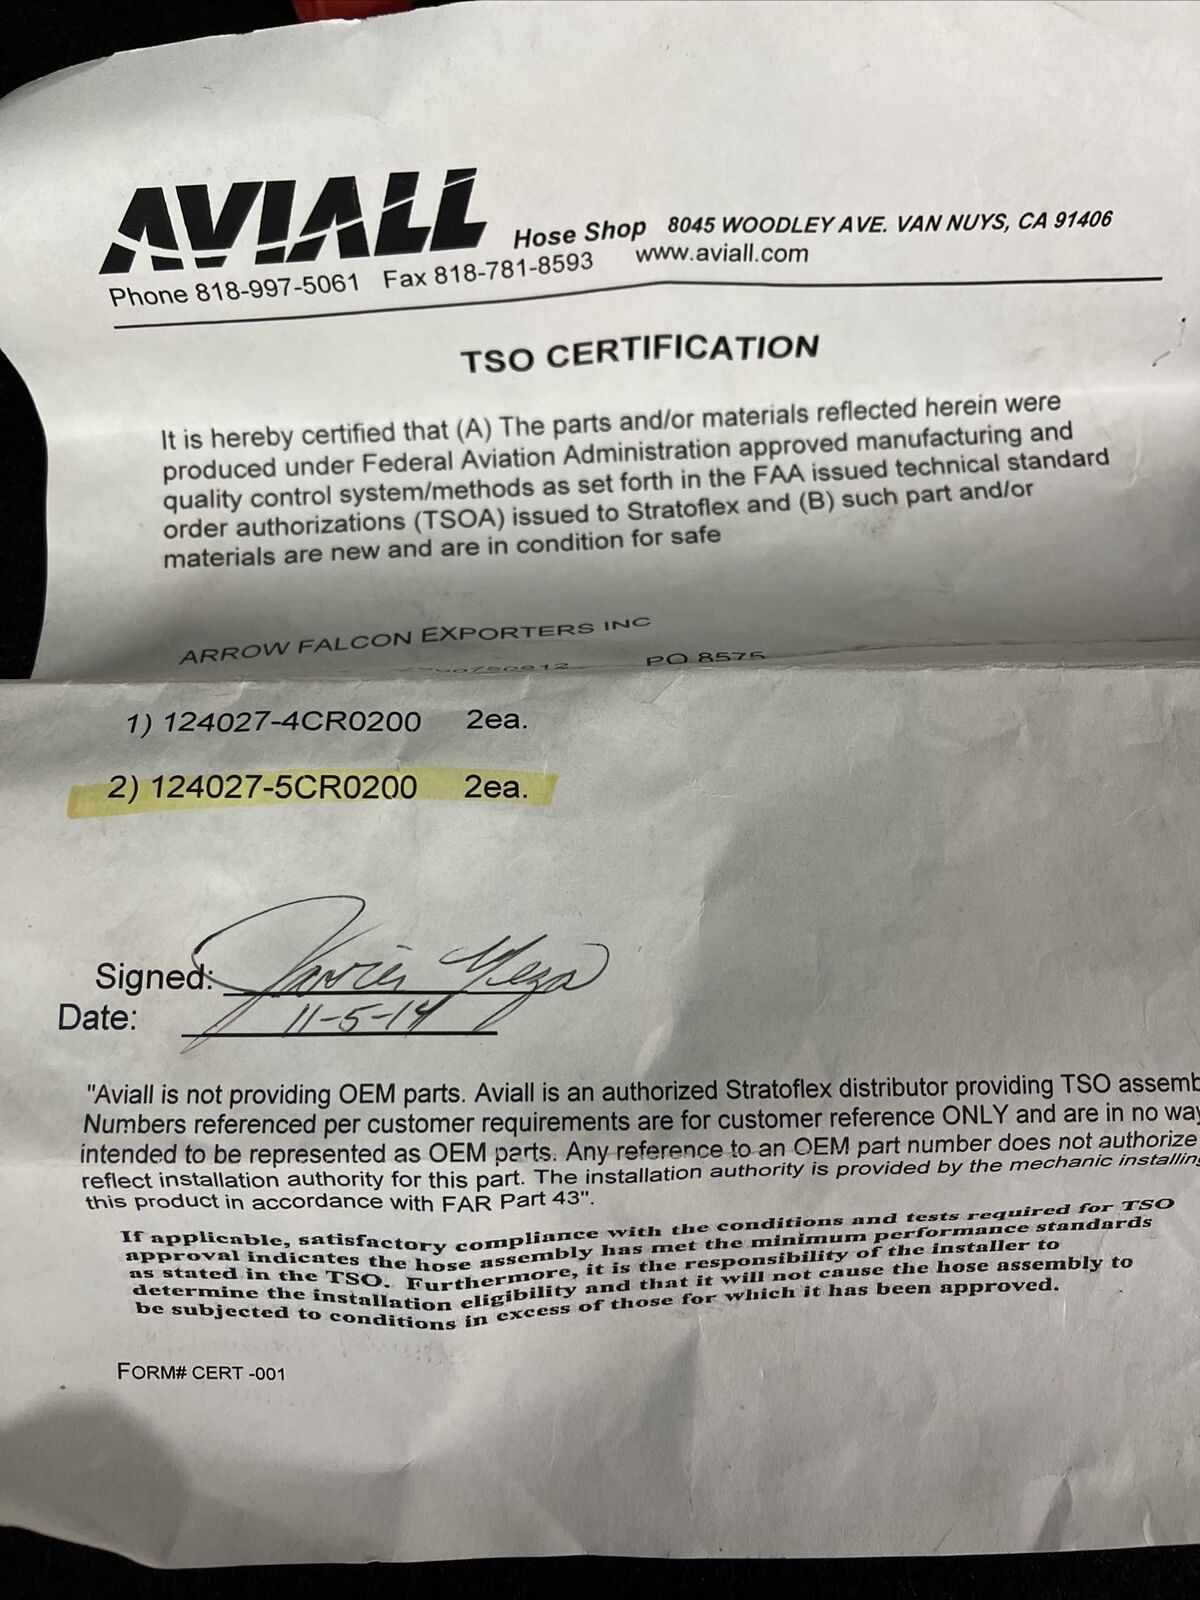 AVIALL Hose Shop 8045 WOODLEY AVE. VAN NUYS, CA 91406
Phone 818-997-5061 Fax 818-781-8593 www.aviall.com
TSO CERTIFICATION
It is hereby certified that (A) The parts and/or materials reflected herein were
produced under Federal Aviation Administration approved manufacturing and
quality control system/methods as set forth in the FAA issued technical standard
order authorizations (TSOA) issued to Stratoflex and (B) such part and/or
materials are new and are in condition for safe
ARROW FALCON EXPORTERS INC
PO 8575
1) 124027-4CR0200 2ea.
2) 124027-5CR0200 2ea.
Signed: Javier Meza
Date: 11-5-14
"Aviall is not providing OEM parts. Aviall is an authorized Stratoflex distributor providing TSO assemb
Numbers referenced per customer requirements are for customer reference ONLY and are in no way
intended to be represented as OEM parts. Any reference to an OEM part number does not authorize
reflect installation authority for this part. The installation authority is provided by the mechanic installing
this product in accordance with FAR Part 43".
If applicable, satisfactory compliance with the conditions and tests required for TSO
approval indicates the hose assembly has met the minimum performance standards
as stated in the TSO. Furthermore, it is the responsibility of the installer to
determine the installation eligibility and that it will not cause the hose assembly to
be subjected to conditions in excess of those for which it has been approved.
FORM# CERT -001